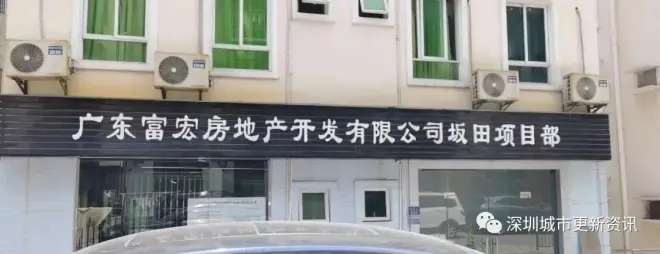 广东富宏房地产开发有限公司坂田项目部
深圳城市更新资讯